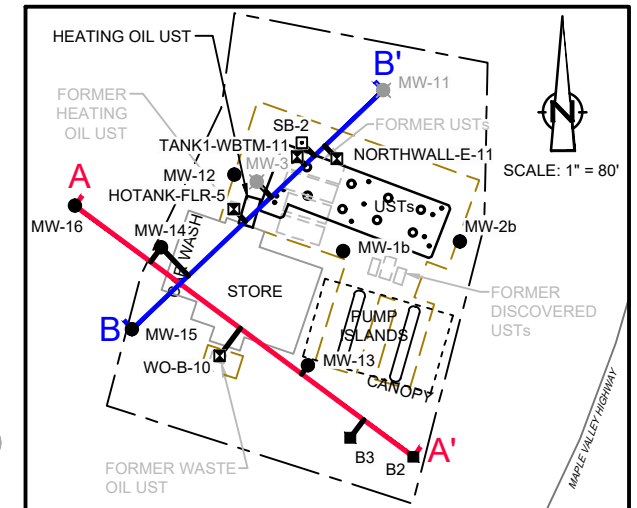 HEATING OIL UST
B'
MW-11
FORMER
HEATING
OIL UST
SB-2
FORMER USTs
N
TANK1-WBTM-11
NORTHWALL-E-11
SCALE: 1" = 80'
A
MW-12
MW-3
HOTANK-FLR-5
USTs
MW-16
MW-14
MW-1b
MW-2b
CAR WASH
STORE
FORMER
DISCOVERED
USTs
B
MW-15
PUMP
ISLANDS
WO-B-10
MW-13
CANOPY
MAPLE VALLEY HIGHWAY
A'
B3
B2
FORMER WASTE
OIL UST